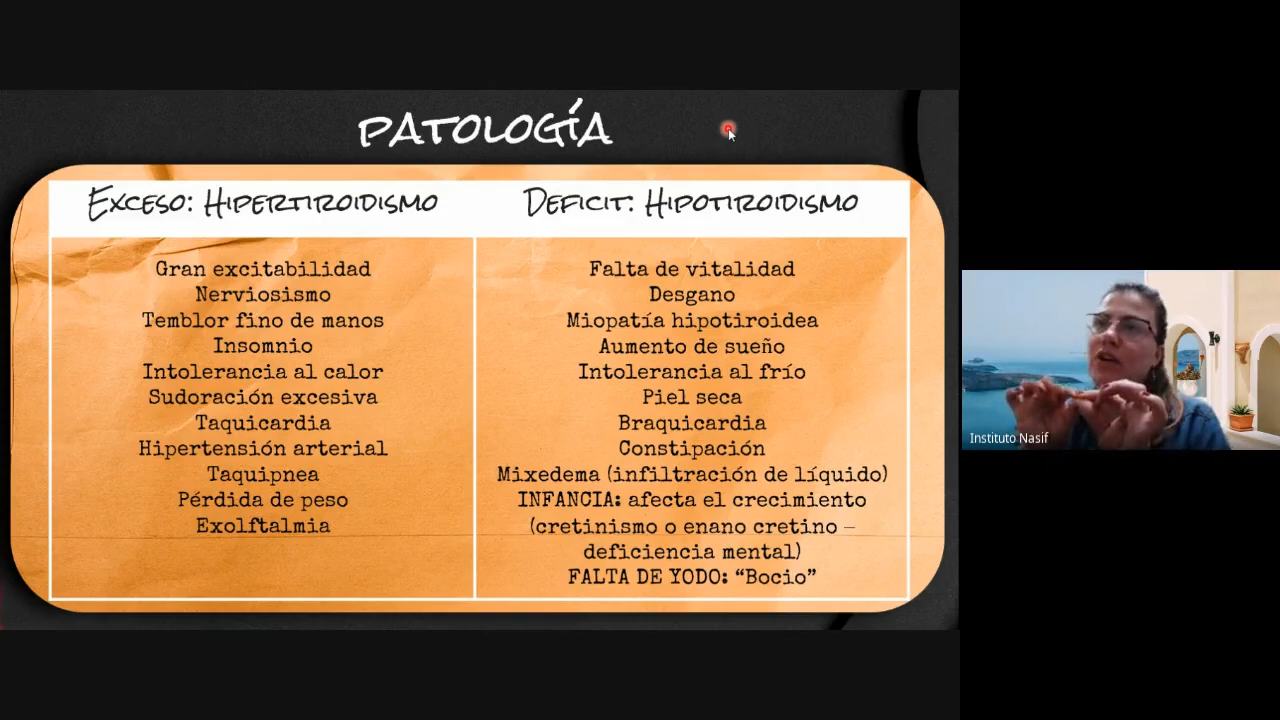 PATOLOGÍA
EXCESO: HIPERTIROIDISMO
Gran excitabilidad
Nerviosismo
Temblor fino de manos
Insomnio
Intolerancia al calor
Sudoración excesiva
Taquicardia
Hipertensión arterial
Taquipnea
Pérdida de peso
Exolftalmia
DEFICIT: HIPOTIROIDISMO
Falta de vitalidad
Desgano
Miopatía hipotiroidea
Aumento de sueño
Intolerancia al frío
Piel seca
Braquicardia
Constipación
Mixedema (infiltración de líquido)
INFANCIA: afecta el crecimiento
(cretinismo o enano cretino –
deficiencia mental)
FALTA DE YODO: “Bocio”
Instituto Nasif